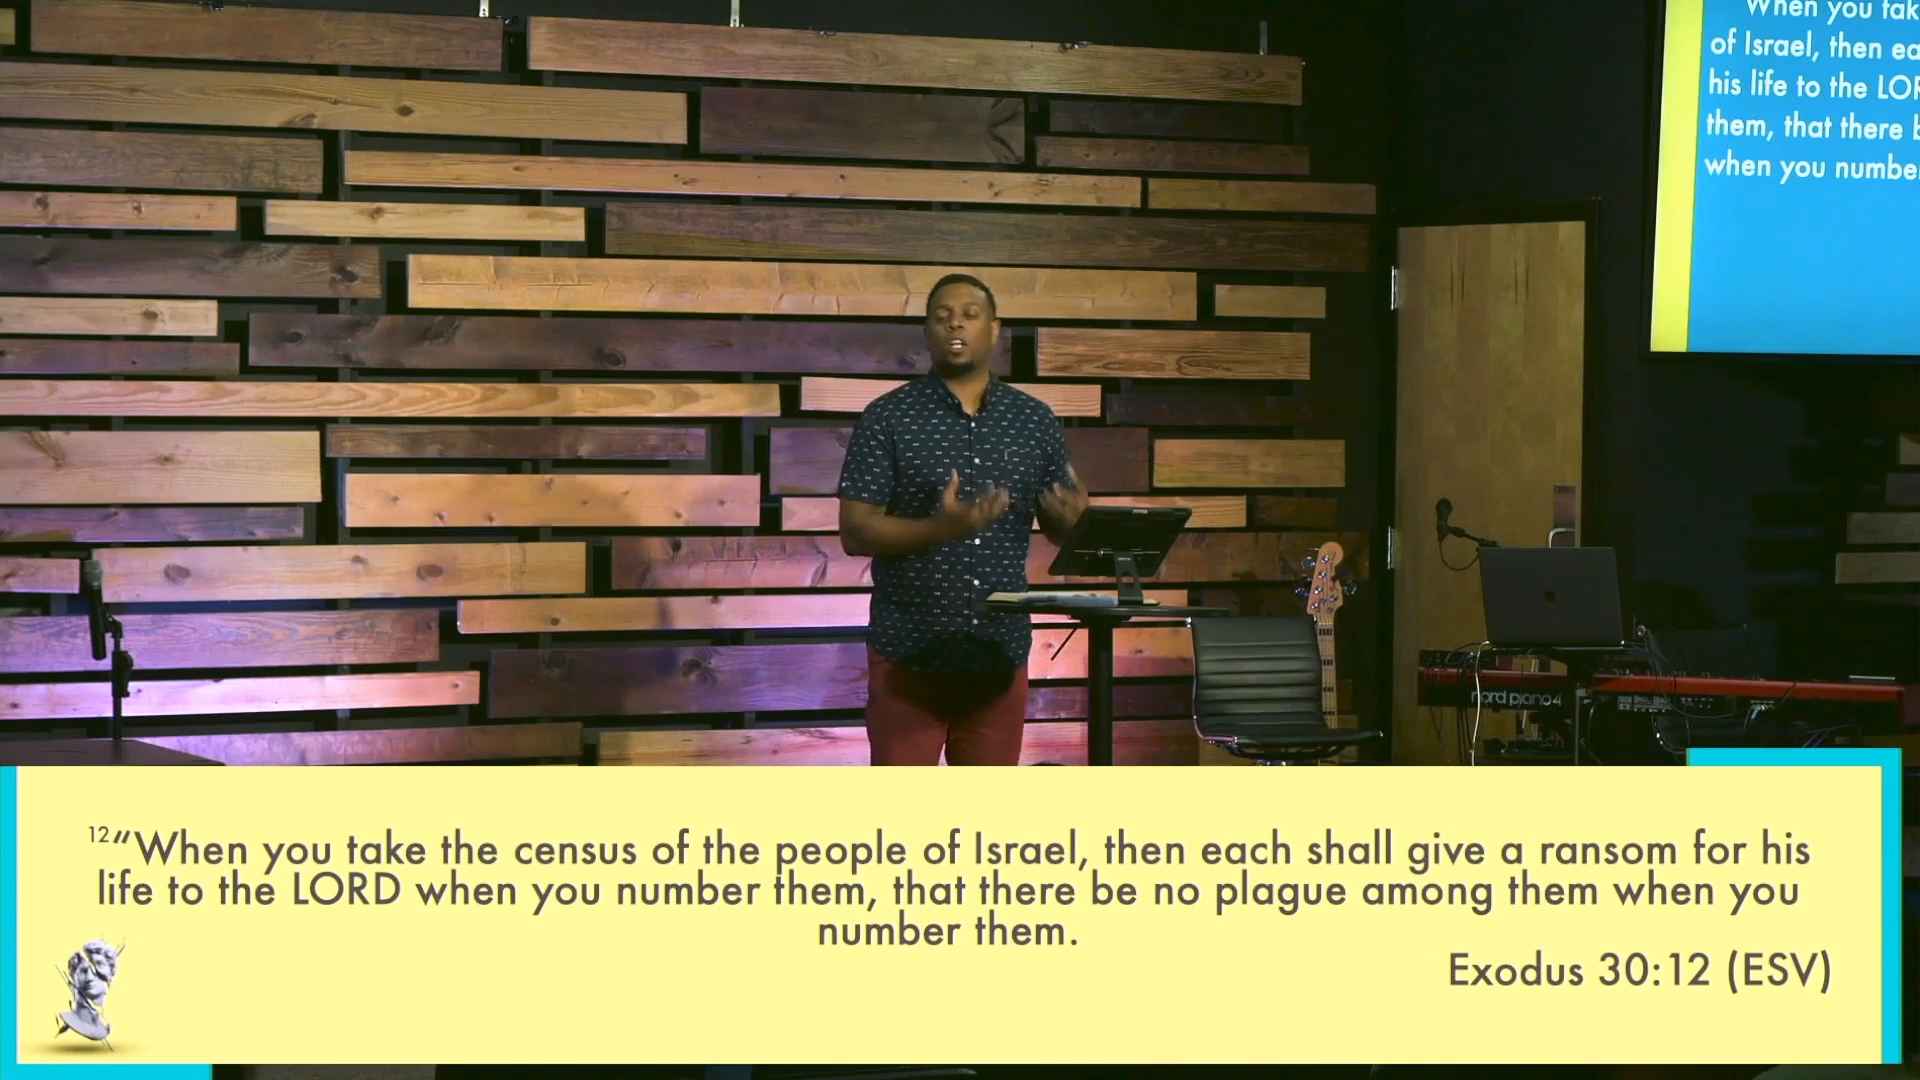 When you tak
of Israel, then ea
his life to the LOR
them, that there b
when you number
nord piano 4
12“When you take the census of the people of Israel, then each shall give a ransom for his
life to the LORD when you number them, that there be no plague among them when you
number them.
Exodus 30:12 (ESV)